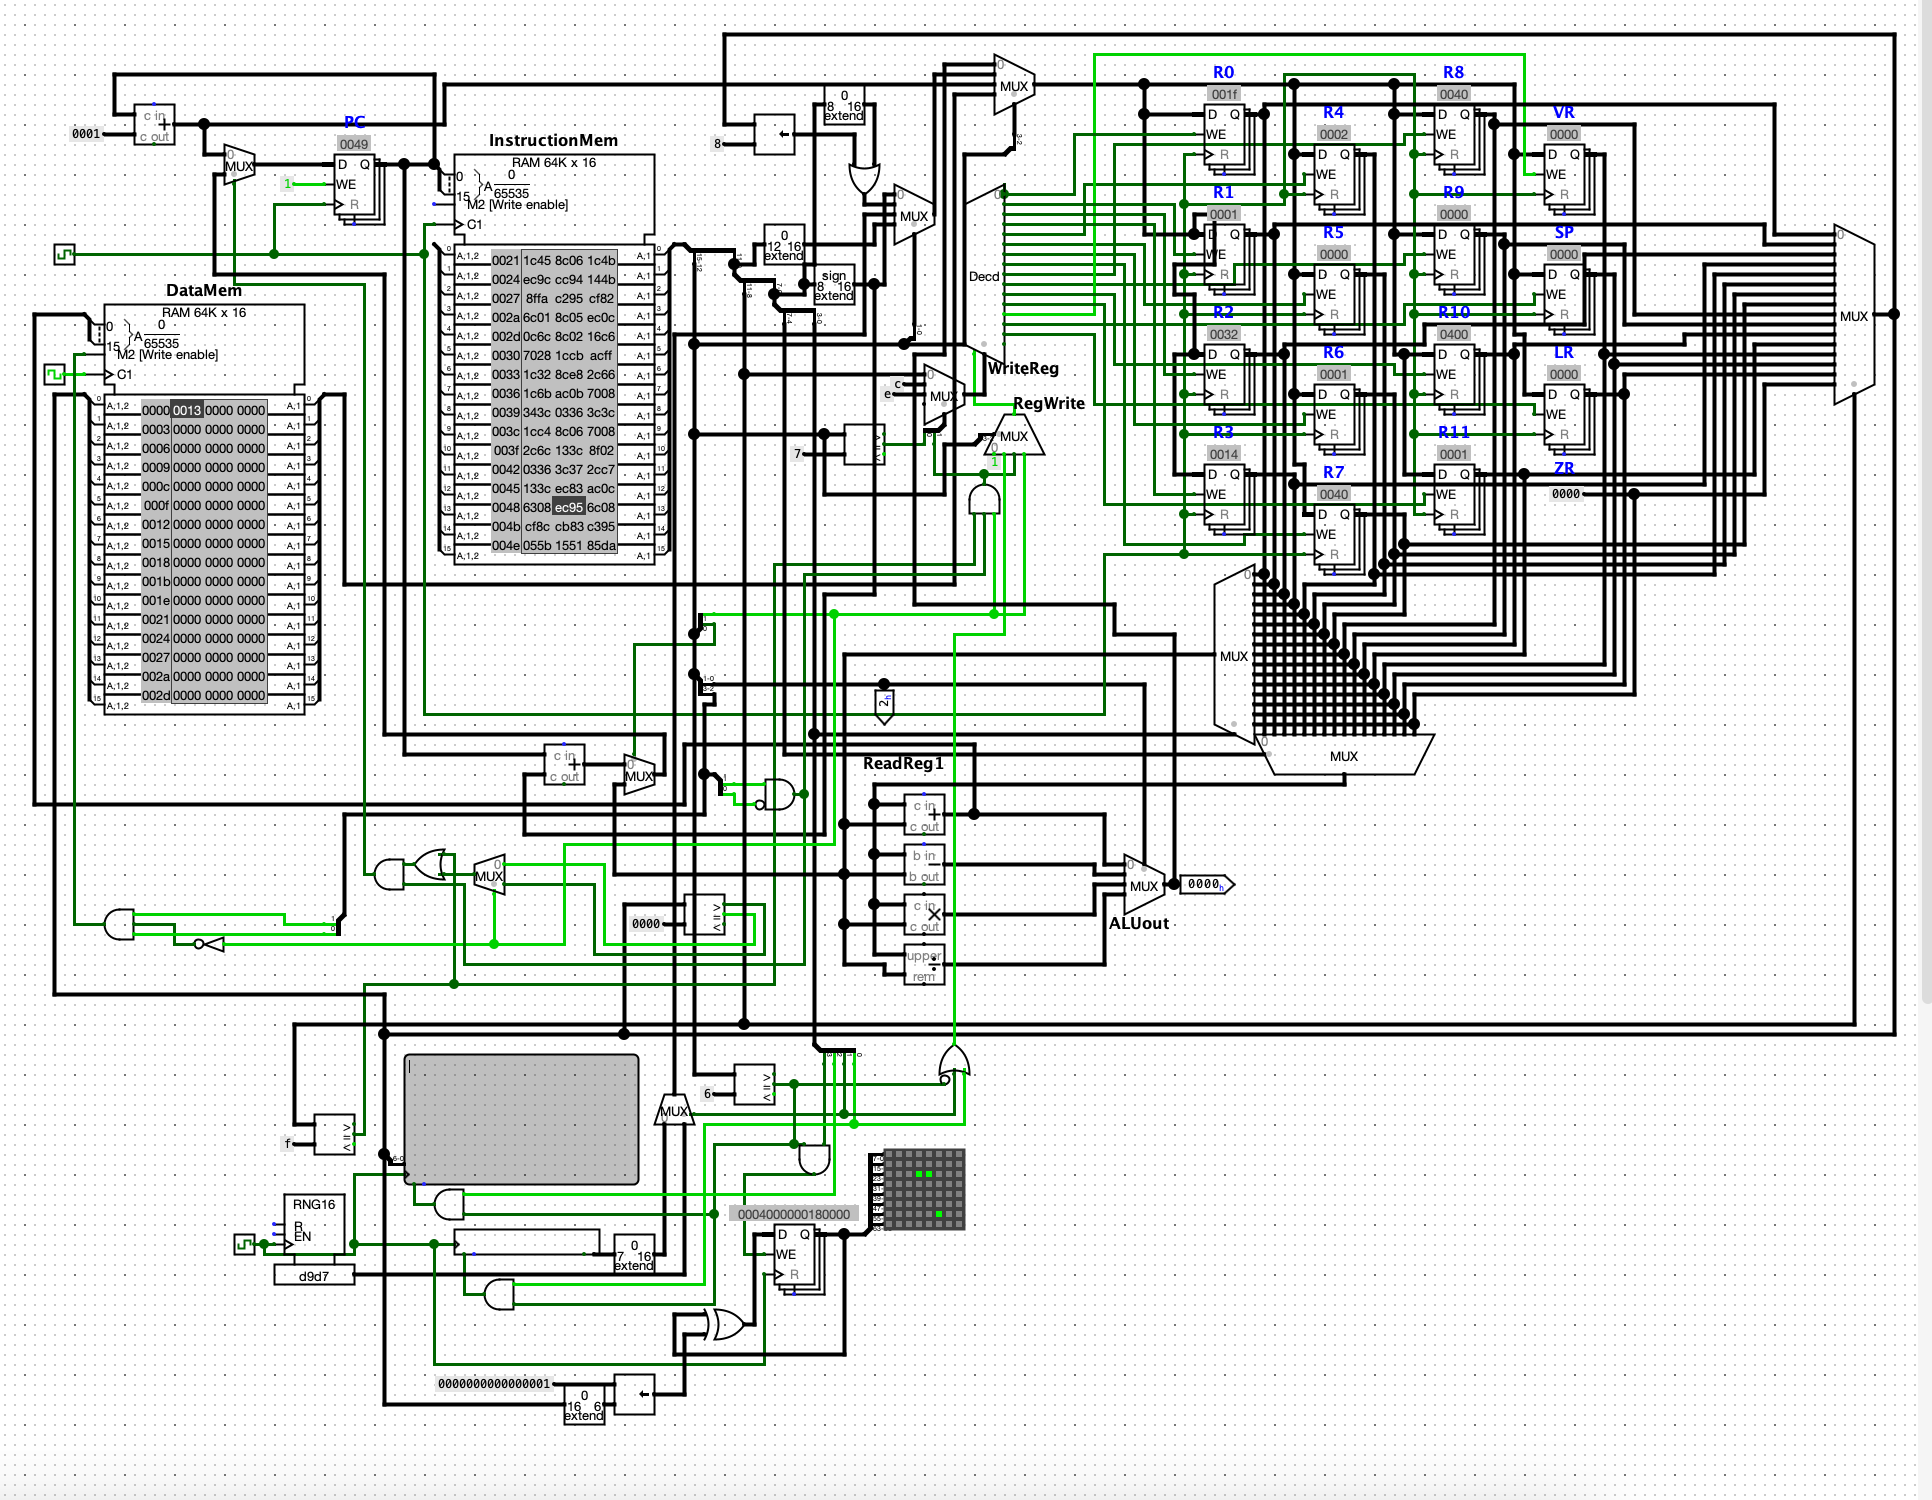 R0
R8
001f
0040
R4
VR
0002
0000
PC
0049
c in
c out
0001
InstructionMem
RAM 64K x 16
0
65535
M2 [Write enable]
C1
0021 1c45 8c06 1c4b
0024 ec9c cc94 144b
0027 8ffa c295 cf82
002a 6c01 8c05 ec0c
002d 0c6c 8c02 16c6
0030 7028 1ccb acff
0033 1c32 8ce8 2c66
0036 1c6b ac0b 7008
0039 343c 0336 3c3c
003c 1cc4 8c06 7008
003f 2c6c 133c 8f02
0042 0336 3c37 2cc7
0045 133c ec83 ac0c
0048 6308 ec95 6c08
004b cf8c cb83 c395
004e 055b 1551 85da
DataMem
RAM 64K x 16
0
65535
M2 [Write enable]
C1
0000 0013 0000 0000
0003 0000 0000 0000
0006 0000 0000 0000
0009 0000 0000 0000
000c 0000 0000 0000
000f 0000 0000 0000
0012 0000 0000 0000
0015 0000 0000 0000
0018 0000 0000 0000
001b 0000 0000 0000
001e 0000 0000 0000
0021 0000 0000 0000
0024 0000 0000 0000
0027 0000 0000 0000
002a 0000 0000 0000
002d 0000 0000 0000
MUX
D Q
WE
R
8
0
8 16
extend
0
12 16
extend
sign
8 16
extend
MUX
MUX
Decd
WriteReg
c
e
MUX
RegWrite
MUX
7
R1
0001
R9
0000
R5
0000
SP
0000
R2
0032
R10
0400
R6
0001
LR
0000
R3
0014
R11
0001
R7
0040
ZR
0000
MUX
MUX
MUX
c in
c out
MUX
ReadReg1
c in
c out
b in
b out
c in
upper
rem
MUX
0000
ALUout
MUX
0000
6
MUX
f
RNG16
R
EN
d9d7
0
7 16
extend
0004000000180000
D Q
WE
R
0000000000000001
0
16 6
extend